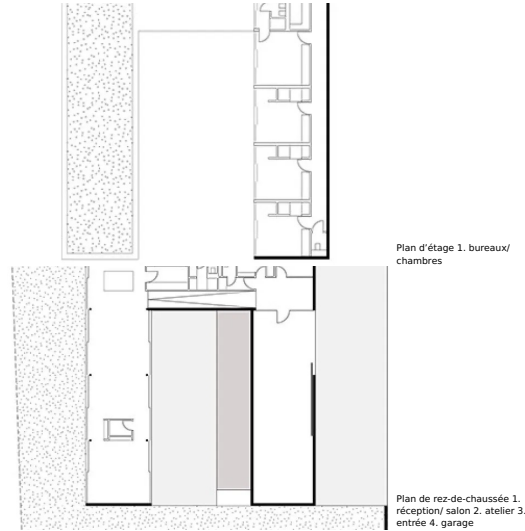 Plan d’étage 1. bureaux/
chambres
Plan de rez-de-chaussée 1.
réception/ salon 2. atelier 3.
entrée 4. garage